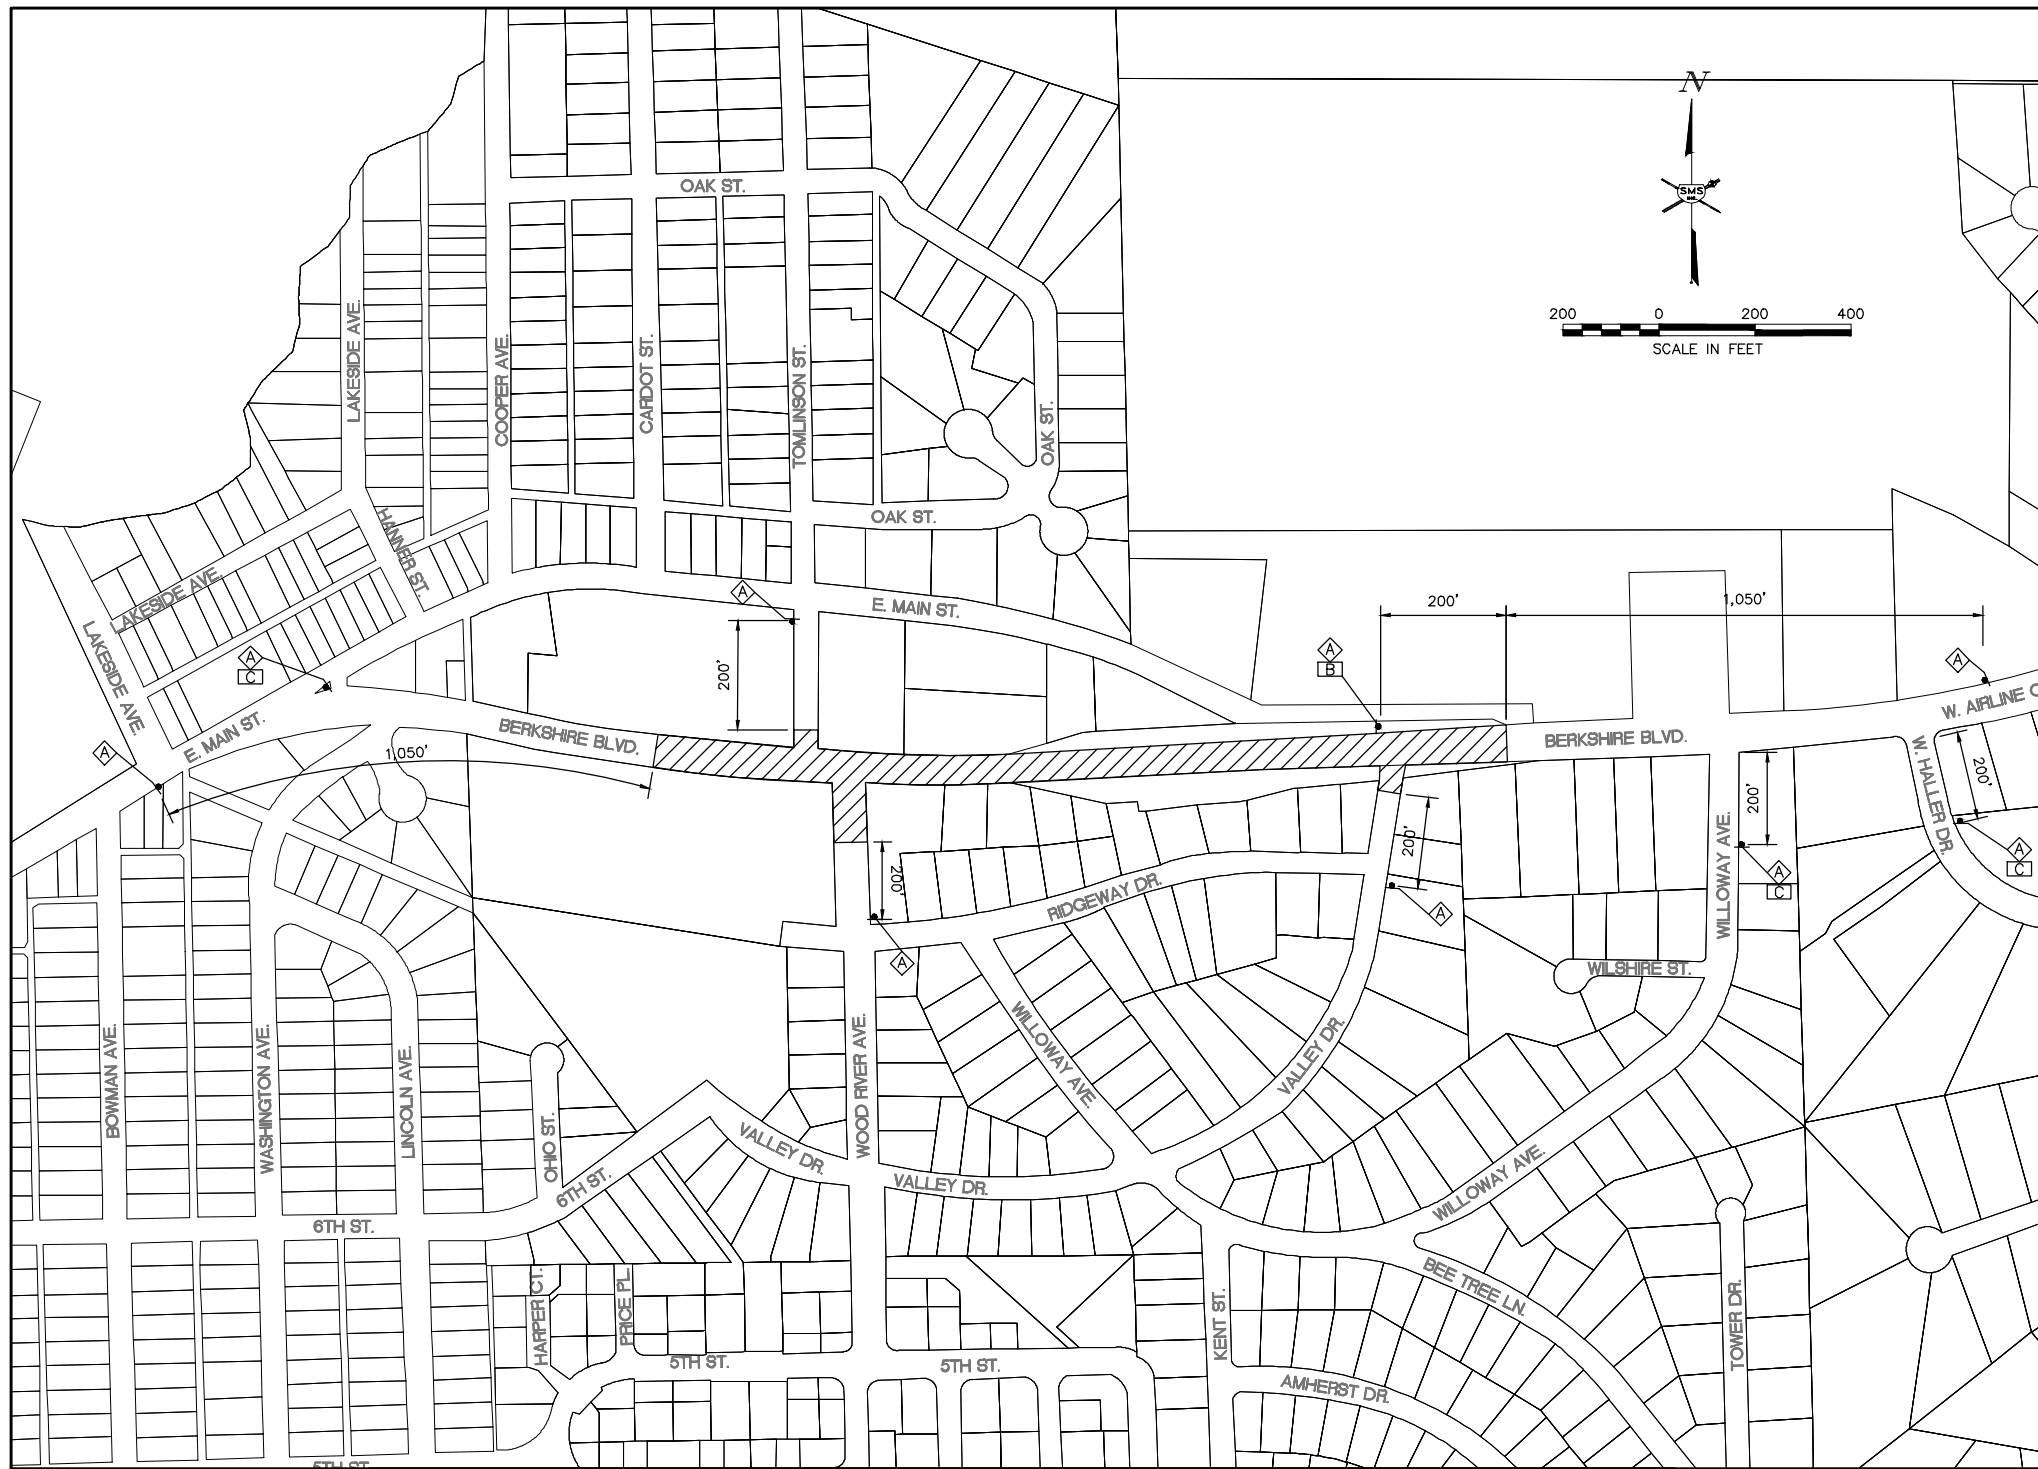 N
SMS
INC.
200 0 200 400
SCALE IN FEET
OAK ST.
LAKESIDE AVE.
COOPER AVE.
CARDOT ST.
TOMLINSON ST.
OAK ST.
OAK ST.
HANNER ST.
LAKESIDE AVE.
LAKESIDE AVE.
E. MAIN ST.
A
200'
1,050'
200'
A
C
A
B
A
W. AIRLINE
E. MAIN ST.
BERKSHIRE BLVD.
BERKSHIRE BLVD.
A
1,050'
W. HALLER DR.
200'
200'
200'
200'
WILLOWAY AVE.
A
C
A
C
RIDGEWAY DR.
A
A
WILSHIRE ST.
BOWMAN AVE.
WASHINGTON AVE.
LINCOLN AVE.
OHIO ST.
WOOD RIVER AVE.
WILLOWAY AVE.
VALLEY DR.
VALLEY DR.
VALLEY DR.
WILLOWAY AVE.
6TH ST.
6TH ST.
HARPER CT.
PRICE PL.
KENT ST.
BEE TREE LN.
TOWER DR.
5TH ST.
5TH ST.
AMHERST DR.
5TH ST.